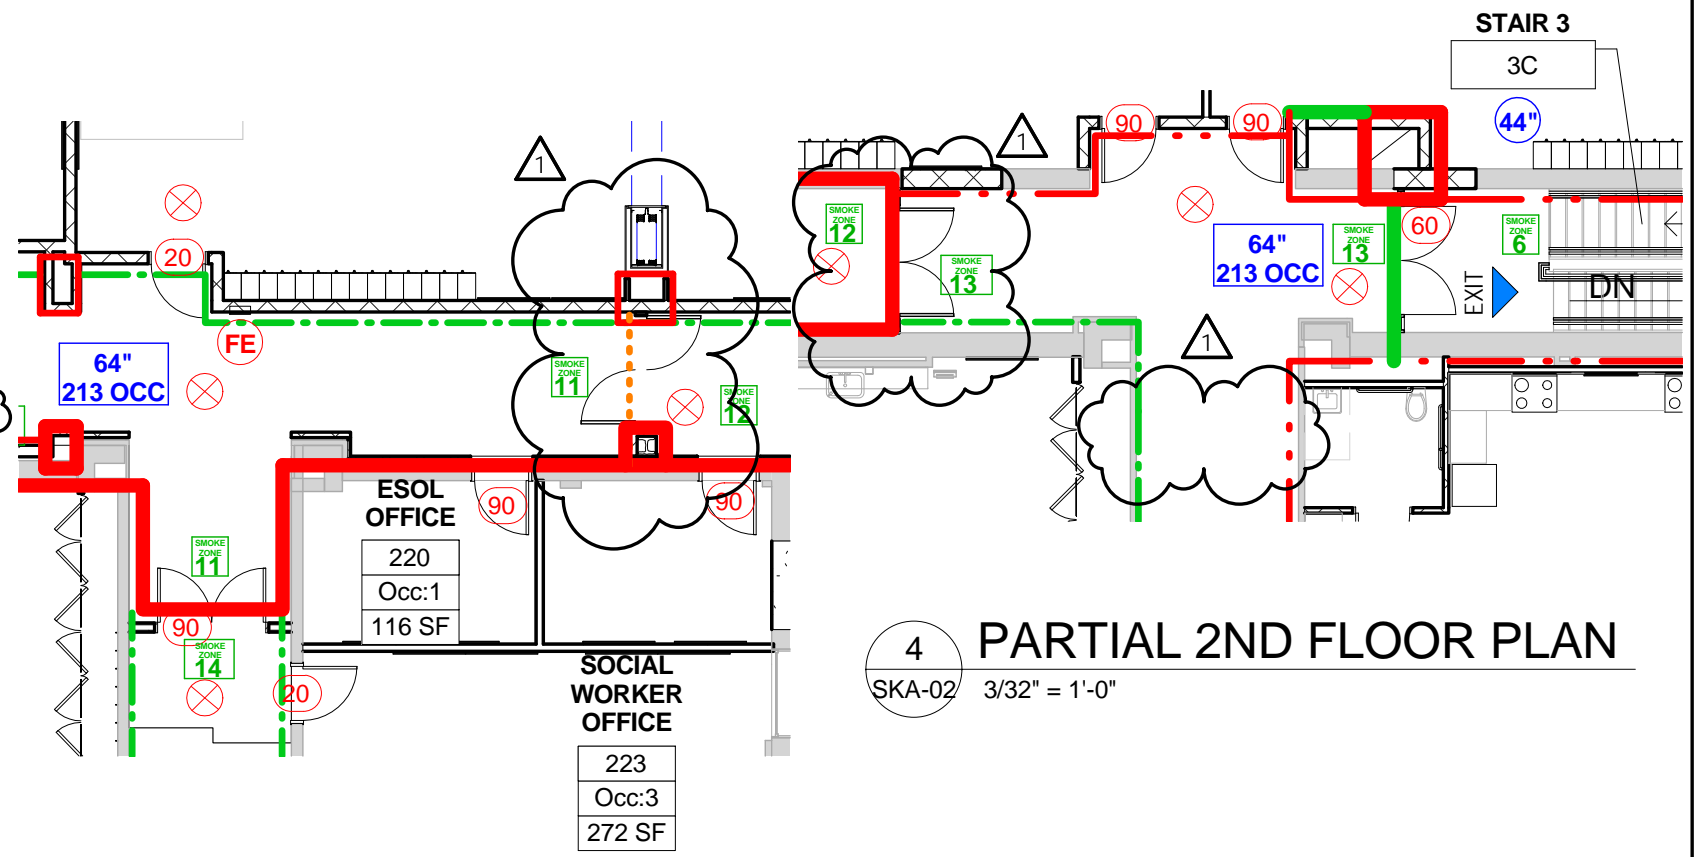 STAIR 3
3C
44"
1
1
90
90
SMOKE
ZONE
12
SMOKE
ZONE
13
64"
213 OCC
SMOKE
ZONE
13
60
SMOKE
ZONE
6
EXIT
DN
1
20
FE
64"
213 OCC
SMOKE
ZONE
11
SMOKE
ZONE
12
ESOL
OFFICE
220
Occ:1
116 SF
90
90
SMOKE
ZONE
11
90
SMOKE
ZONE
14
20
SOCIAL
WORKER
OFFICE
223
Occ:3
272 SF
4
SKA-02
PARTIAL 2ND FLOOR PLAN
3/32" = 1'-0"